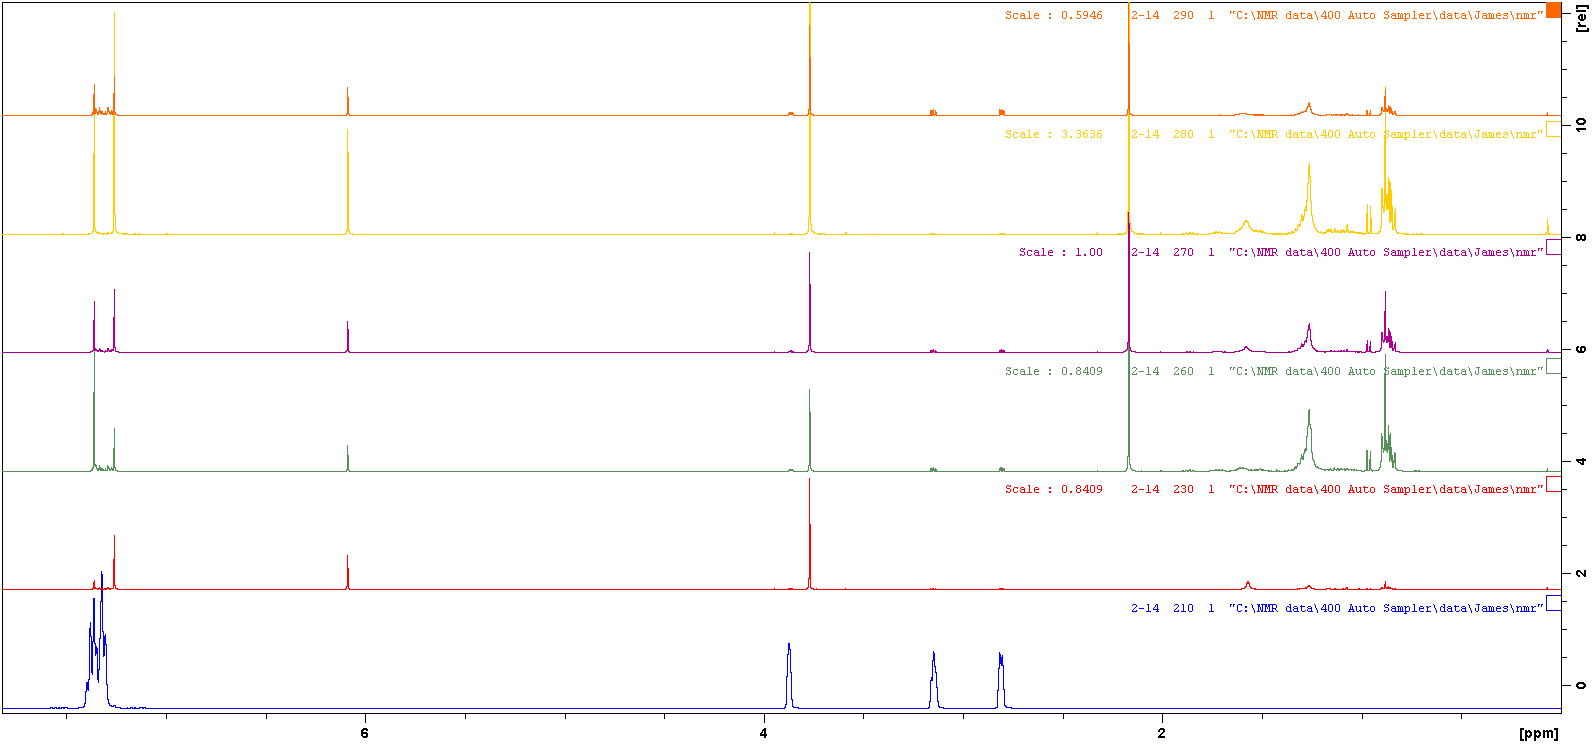 Scale : 0.5946 2-14 290 1 "C:\NMR data\400 Auto Sampler\data\James\nmr"
[rel]
10
Scale : 3.3636 2-14 280 1 "C:\NMR data\400 Auto Sampler\data\James\nmr"
8
Scale : 1.00 2-14 270 1 "C:\NMR data\400 Auto Sampler\data\James\nmr"
6
Scale : 0.8409 2-14 260 1 "C:\NMR data\400 Auto Sampler\data\James\nmr"
4
Scale : 0.8409 2-14 230 1 "C:\NMR data\400 Auto Sampler\data\James\nmr"
2
2-14 210 1 "C:\NMR data\400 Auto Sampler\data\James\nmr"
0
6 4 2 [ppm]